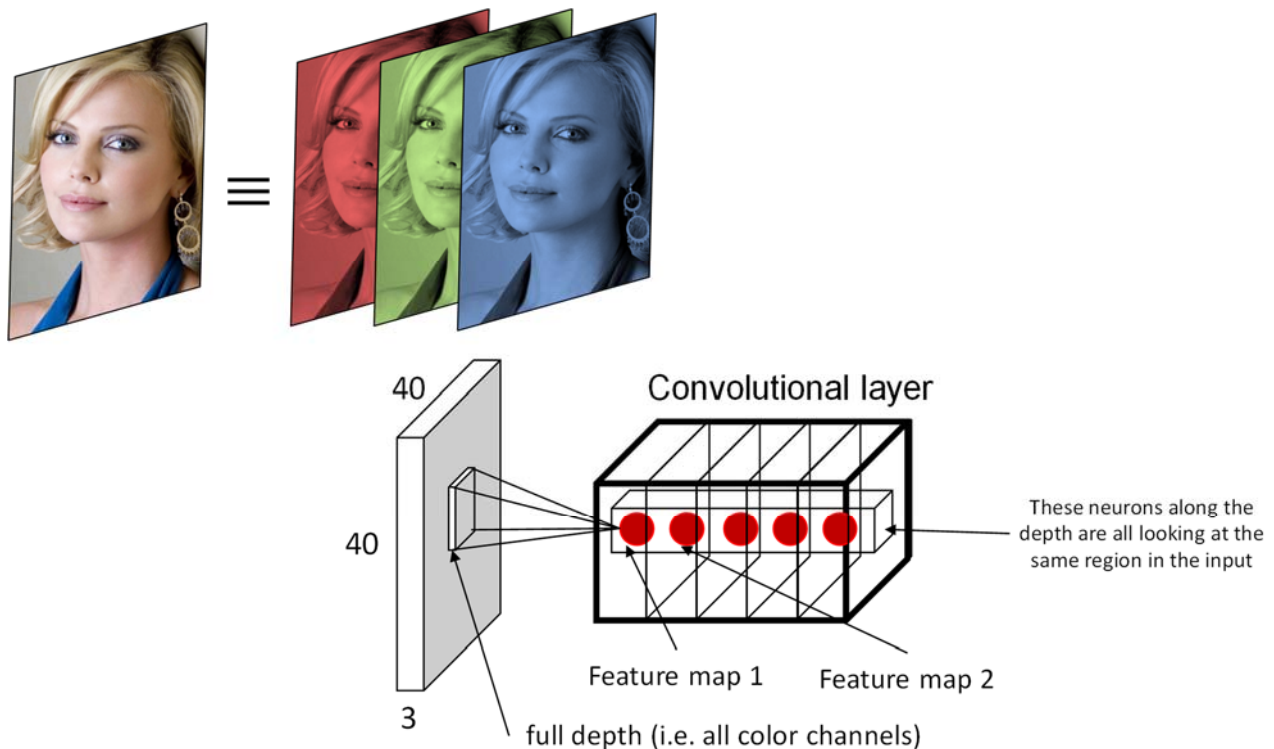 40
Convolutional layer
40
These neurons along the
depth are all looking at the
same region in the input
Feature map 1
Feature map 2
3
full depth (i.e. all color channels)